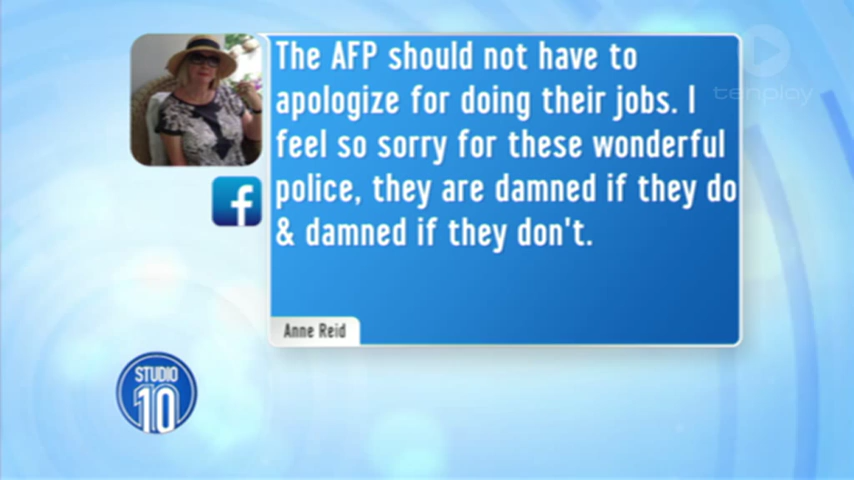 The AFP should not have to
apologize for doing their jobs. I
feel so sorry for these wonderful
police, they are damned if they do
& damned if they don't.
Anne Reid
tenplay
f
STUDIO
10